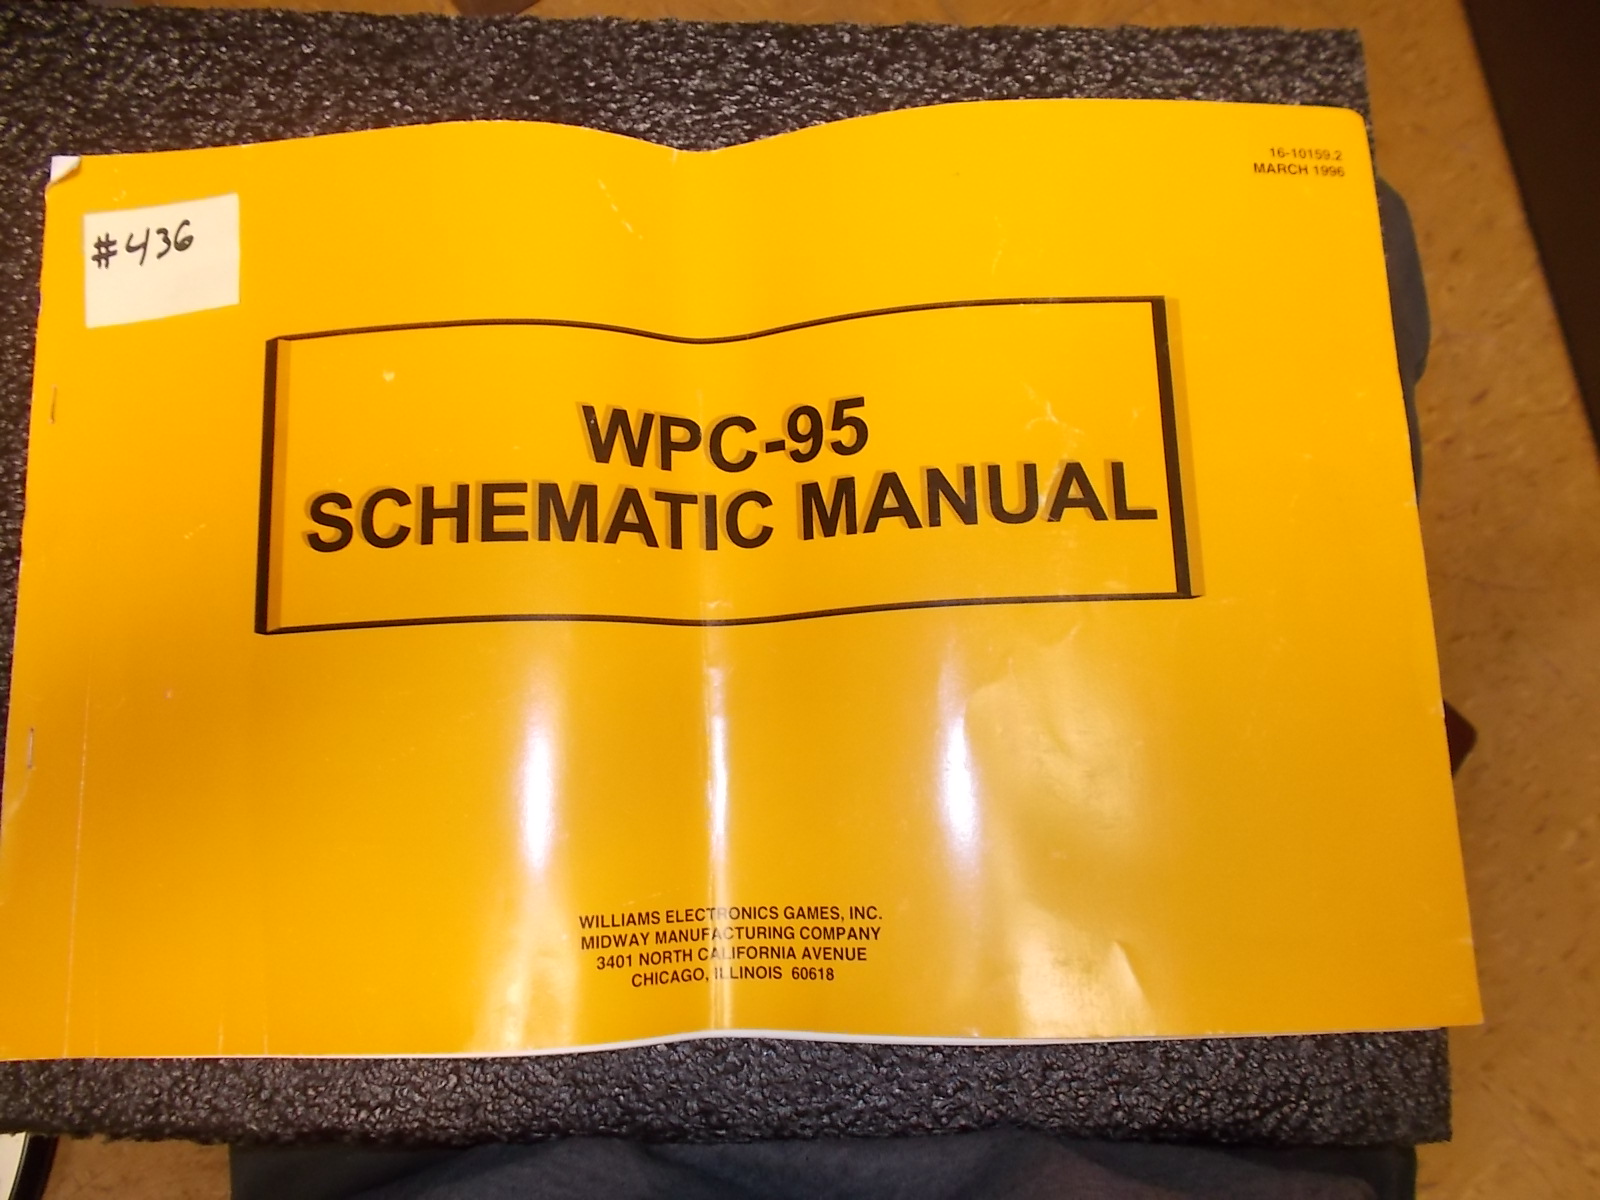 16-10159.2
MARCH 1996
#436
WPC-95
SCHEMATIC MANUAL
WILLIAMS ELECTRONICS GAMES, INC.
MIDWAY MANUFACTURING COMPANY
3401 NORTH CALIFORNIA AVENUE
CHICAGO, ILLINOIS 60618